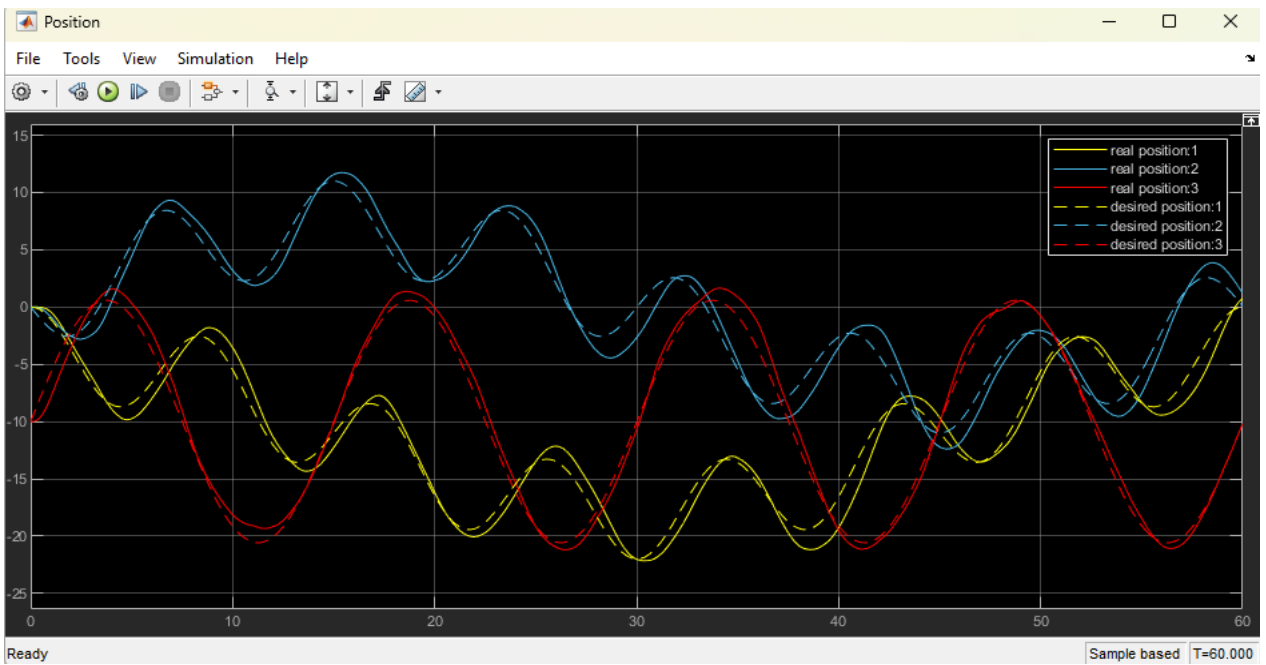 Position
File Tools View Simulation Help
15
10
5
0
-5
-10
-15
-20
-25
0 10 20 30 40 50 60
real position:1
real position:2
real position:3
desired position:1
desired position:2
desired position:3
Ready Sample based T=60.000